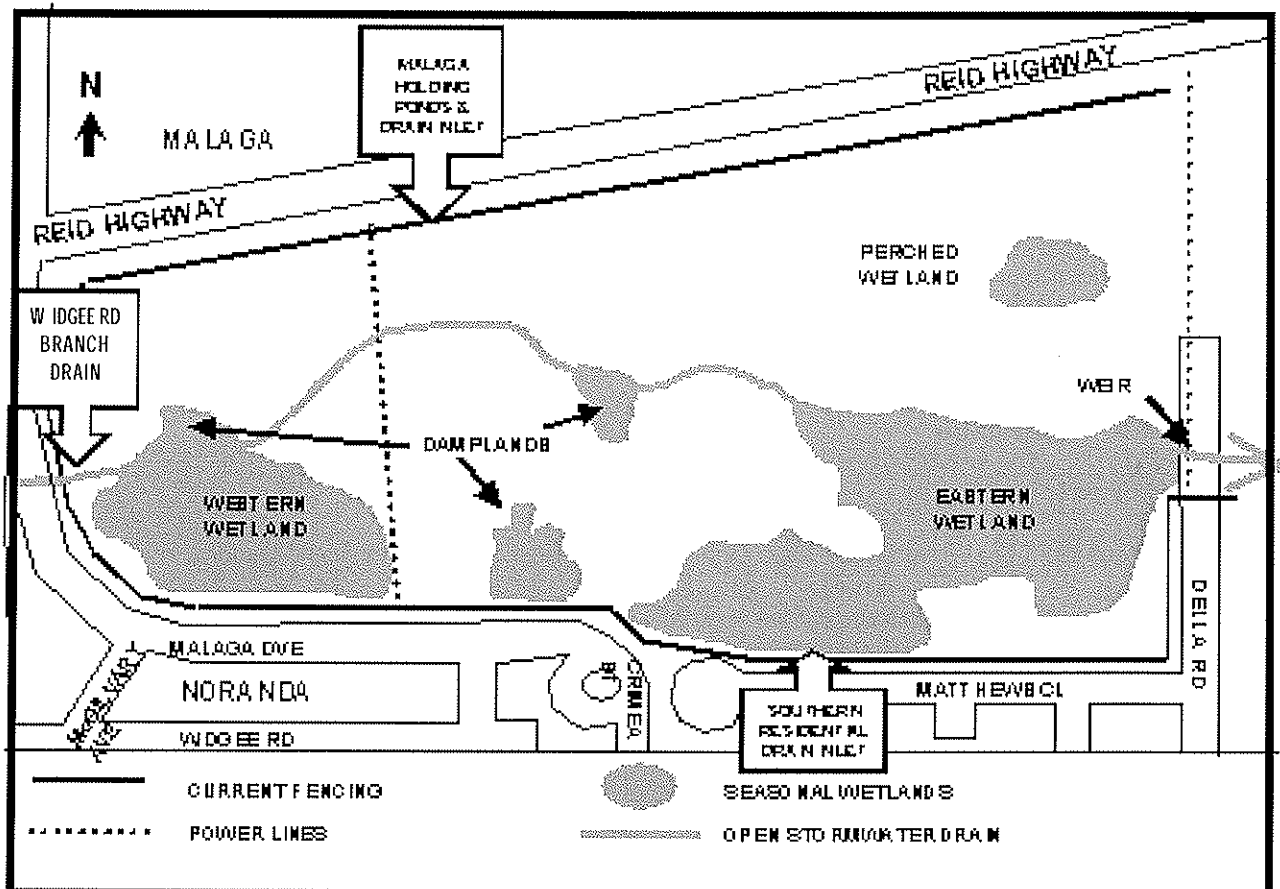 N
MALAGA
MALAGA
HOLDING
PONDS &
DRAIN INLET
REID HIGHWAY
REID HIGHWAY
PERCHED
WETLAND
WIDGEE RD
BRANCH
DRAIN
WEIR
DAMPLANDS
WESTERN
WETLAND
EASTERN
WETLAND
DELLA RD
MALAGA DVE
NORANDA
CRIMEA
ST
MATTHEWS CL
SOUTHERN
RESIDENTIAL
DRAIN INLET
WIDGEE RD
CURRENT FENCING
SEASONAL WETLANDS
POWER LINES
OPEN STORMWATER DRAIN